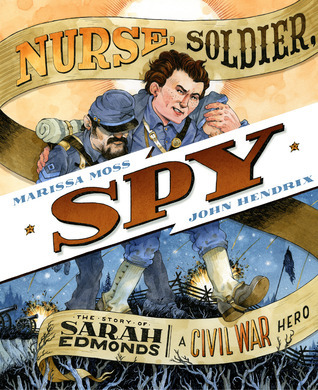 NURSE, SOLDIER,
SPY
MARISSA MOSS
JOHN HENDRIX
THE STORY OF
SARAH EDMONDS
A CIVIL WAR HERO